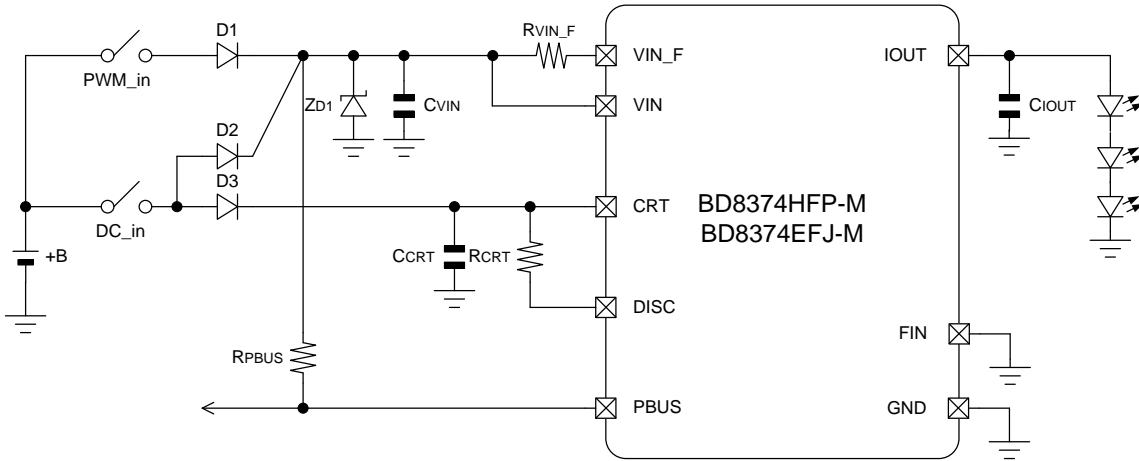 D1
RVIN_F
VIN_F
IOUT
PWM_in
ZD1
CVIN
VIN
CIOUT
D2
D3
DC_in
CRT
BD8374HFP-M
BD8374EFJ-M
+B
CCRT
RCRT
DISC
FIN
RPBUS
PBUS
GND